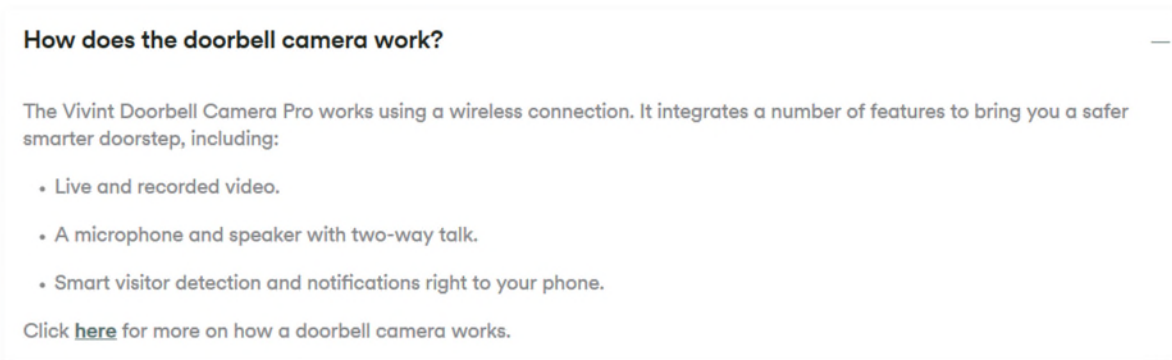 How does the doorbell camera work?
The Vivint Doorbell Camera Pro works using a wireless connection. It integrates a number of features to bring you a safer
smarter doorstep, including:
• Live and recorded video.
• A microphone and speaker with two-way talk.
• Smart visitor detection and notifications right to your phone.
Click here for more on how a doorbell camera works.